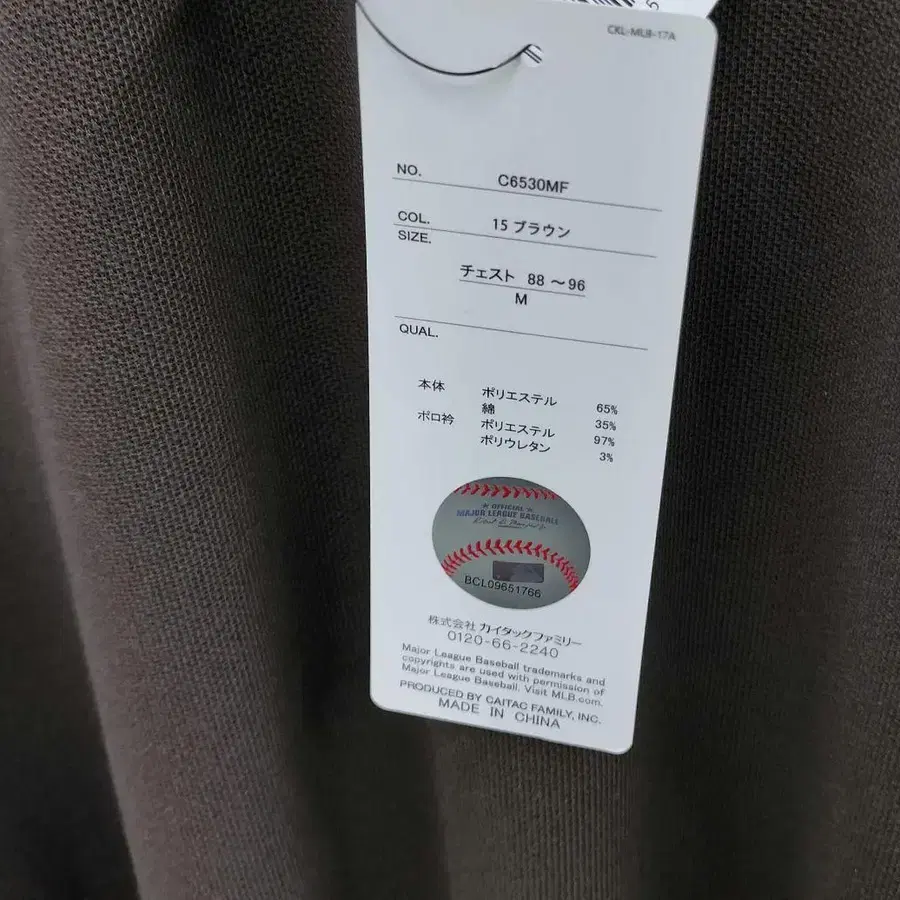 CKL-MLB-17A
NO. C6530MF
COL. 15 ブラウン
SIZE.
チェスト 88 ～96
M
QUAL.
本体 ポリエステル 65%
綿 35%
ポロ衿 ポリエステル 97%
ポリウレタン 3%
OFFICIAL
MAJOR LEAGUE BASEBALL
BCL09651766
株式会社 カイタックファミリー
0120-66-2240
Major League Baseball trademarks and
copyrights are used with permission of
Major League Baseball. Visit MLB.com.
PRODUCED BY CAITAC FAMILY, INC.
MADE IN CHINA